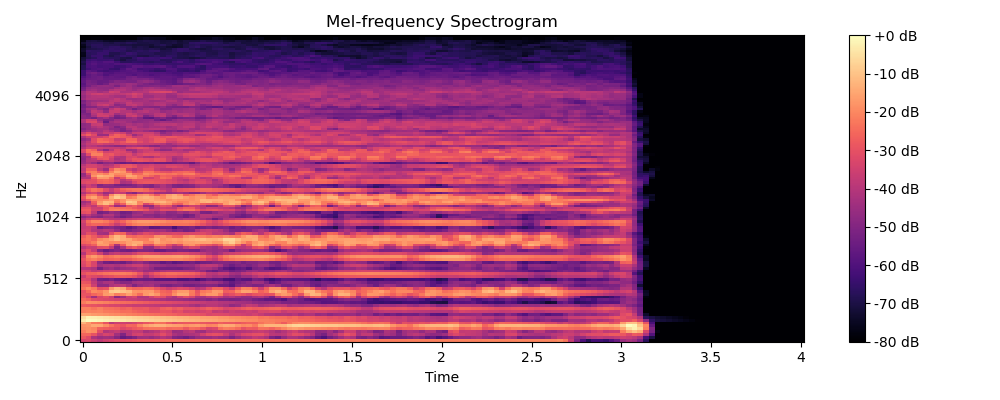 Mel-frequency Spectrogram
Hz
4096
2048
1024
512
0
0
0.5
1
1.5
2
2.5
3
3.5
4
Time
+0 dB
-10 dB
-20 dB
-30 dB
-40 dB
-50 dB
-60 dB
-70 dB
-80 dB